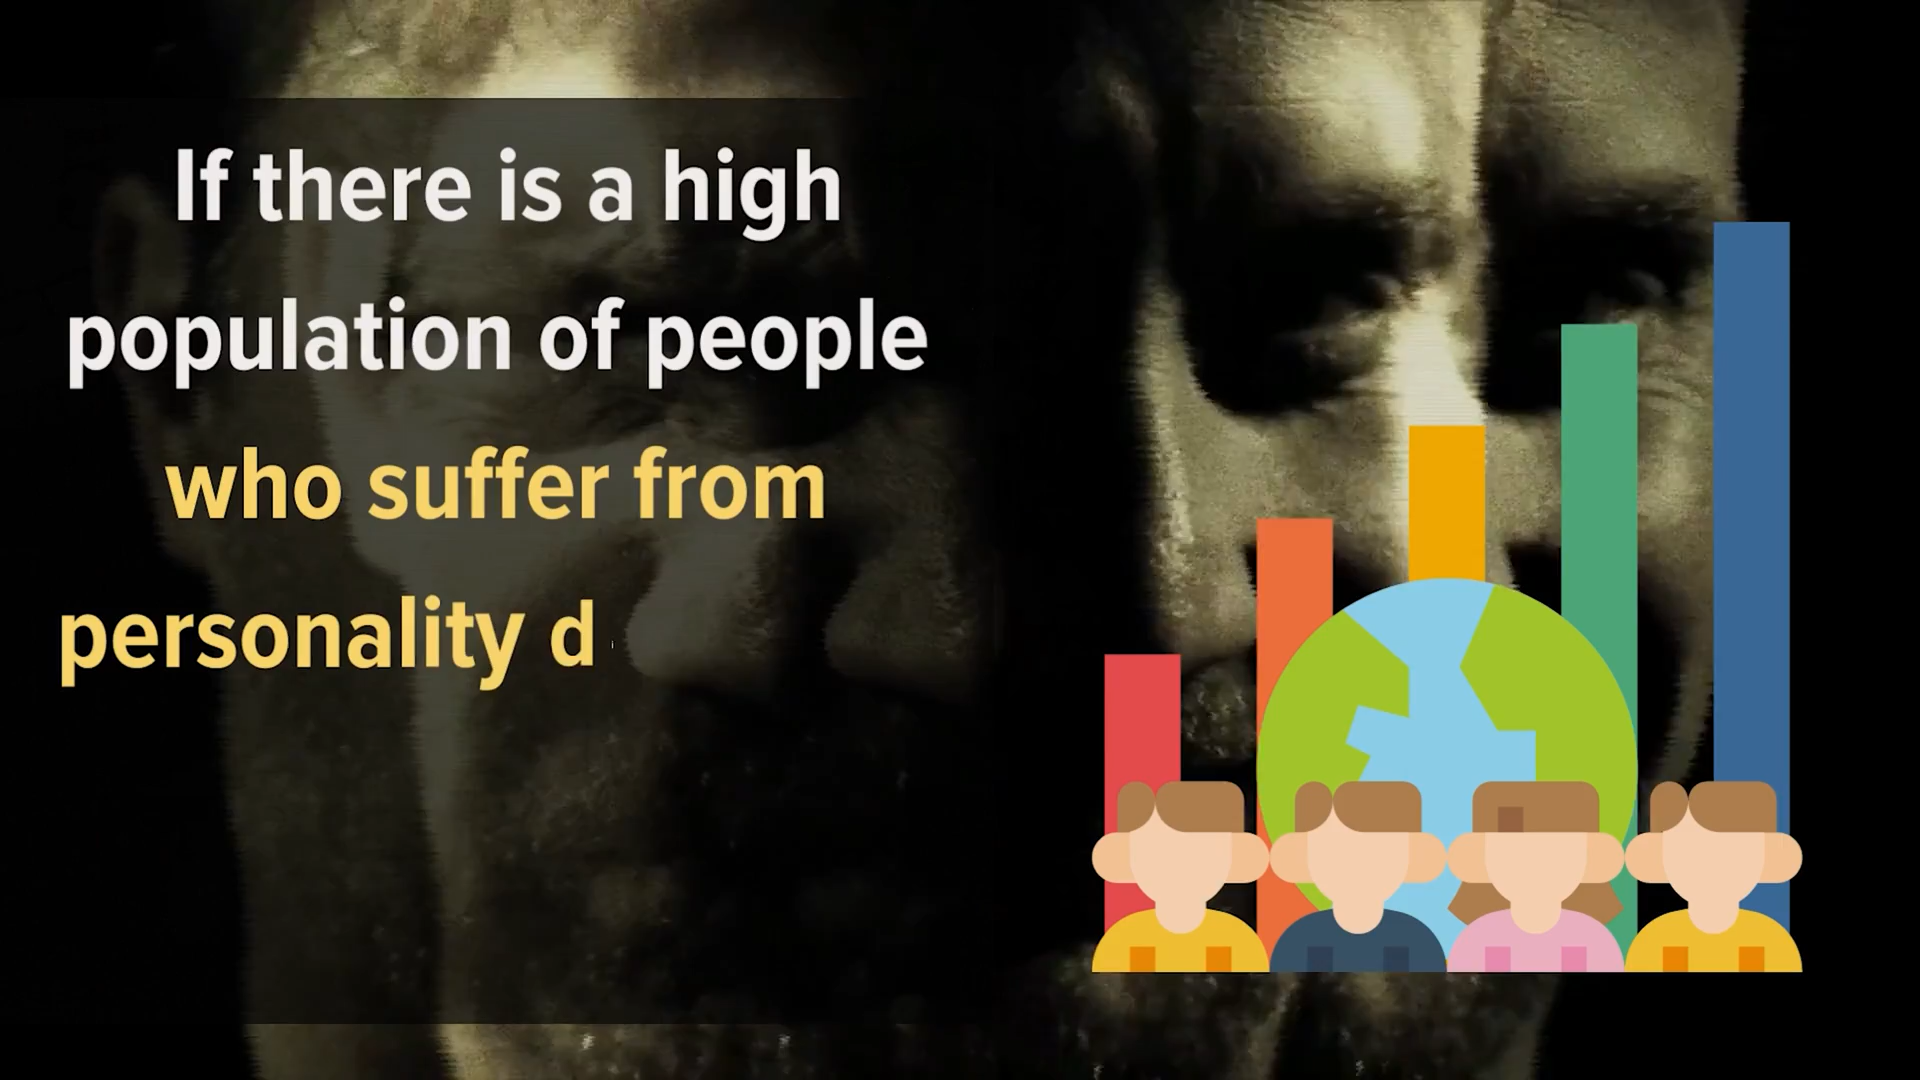 If there is a high
population of people
who suffer from
personality d